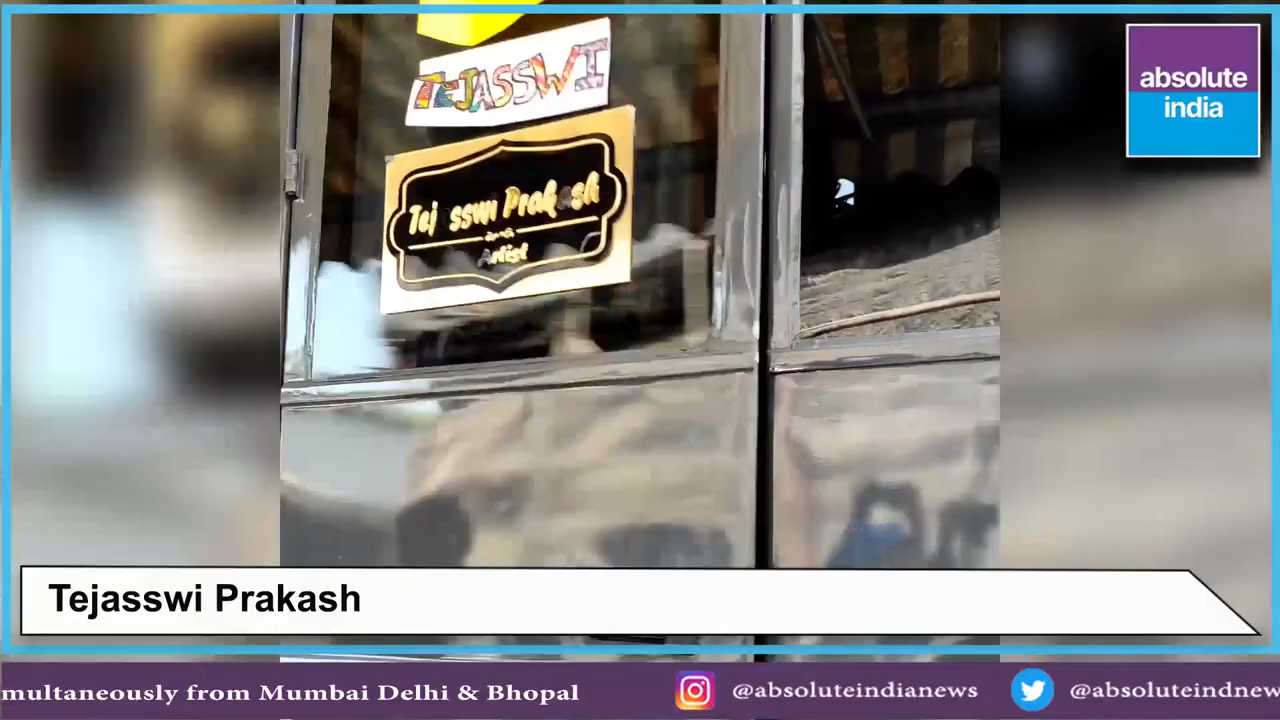 absolute
india
TEJASSWI
Tej sswi Prakash
Artist
Tejasswi Prakash
multaneously from Mumbai Delhi & Bhopal
@absoluteindianews
@absoluteindnew